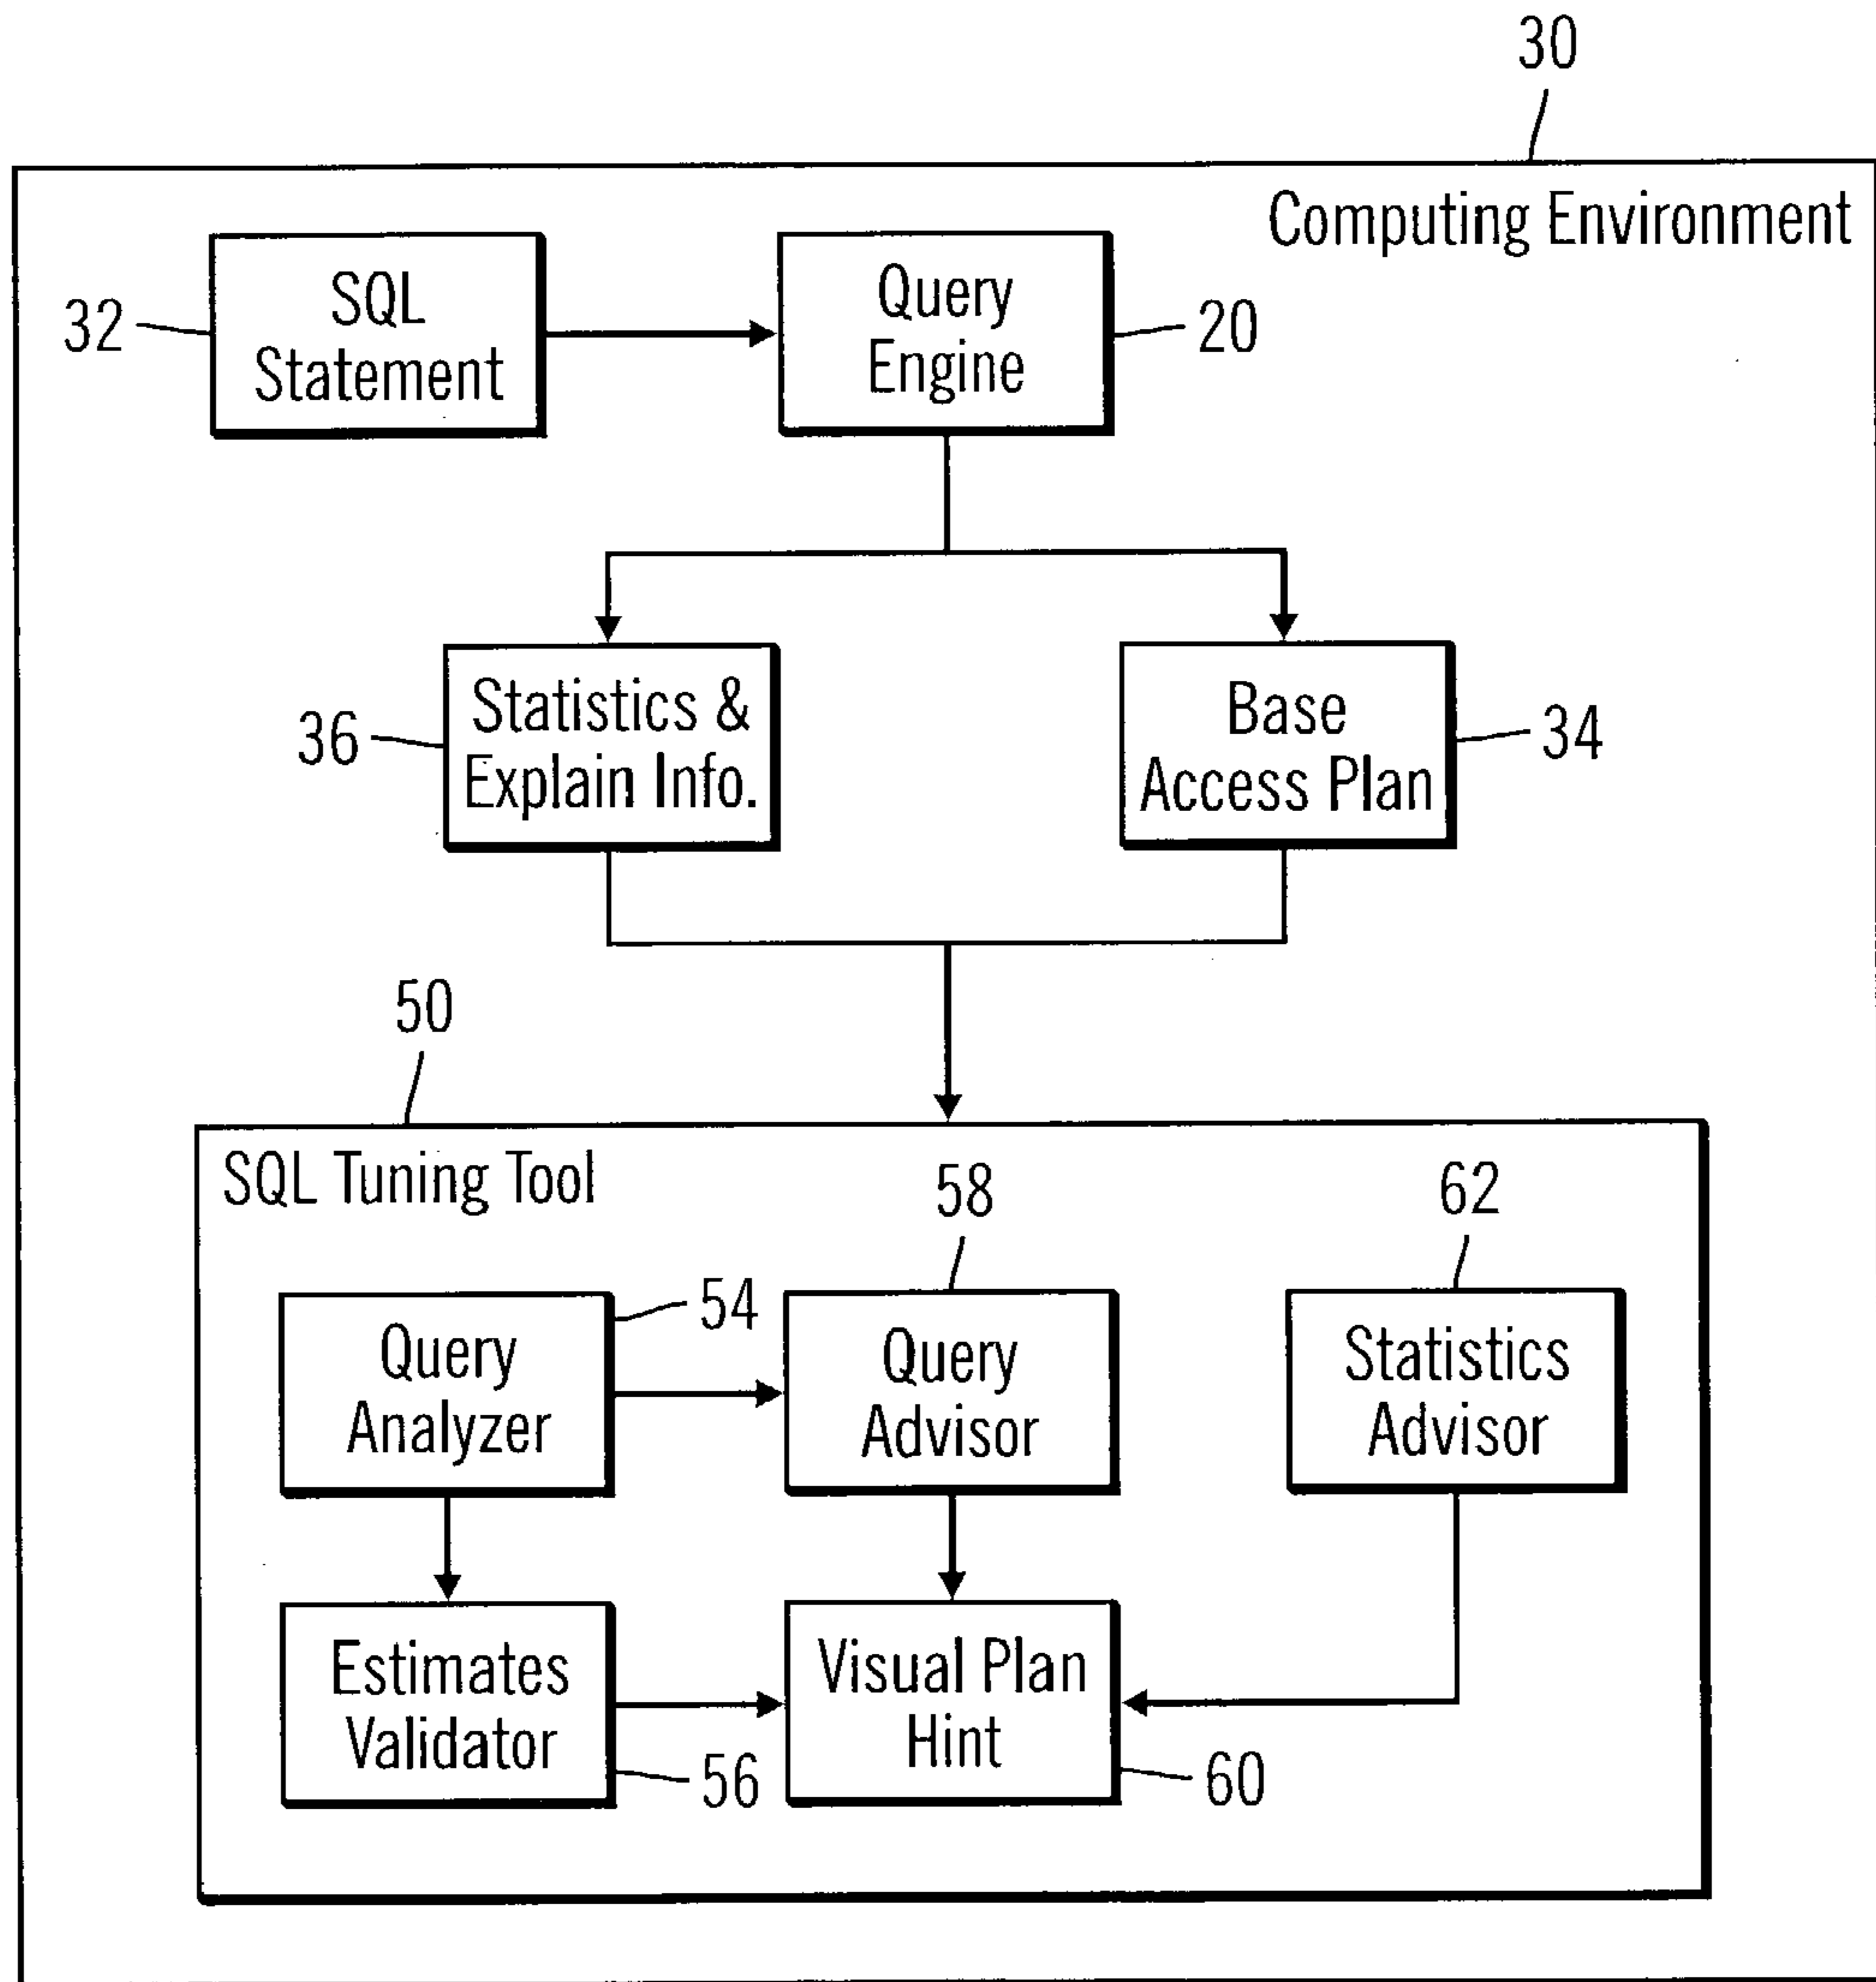 30
Computing Environment
32
SQL
Statement
Query
Engine
20
36
Statistics &
Explain Info.
Base
Access Plan
34
50
SQL Tuning Tool
58
62
Query
Analyzer
54
Query
Advisor
Statistics
Advisor
Estimates
Validator
56
Visual Plan
Hint
60